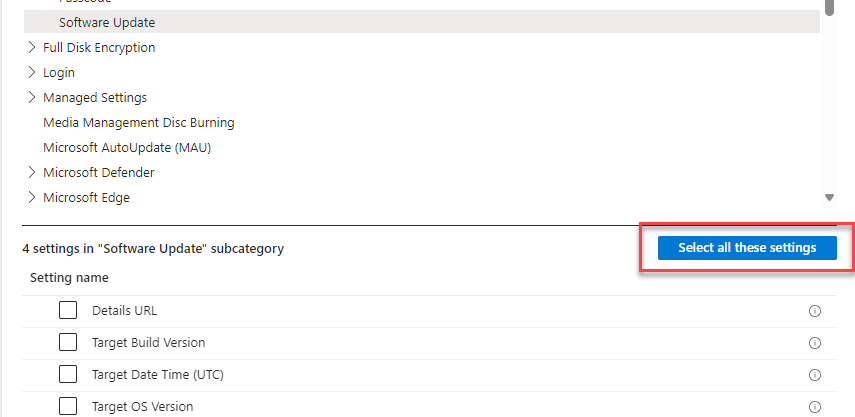 Passcode
Software Update
Full Disk Encryption
Login
Managed Settings
Media Management Disc Burning
Microsoft AutoUpdate (MAU)
Microsoft Defender
Microsoft Edge
4 settings in "Software Update" subcategory
Select all these settings
Setting name
Details URL
Target Build Version
Target Date Time (UTC)
Target OS Version